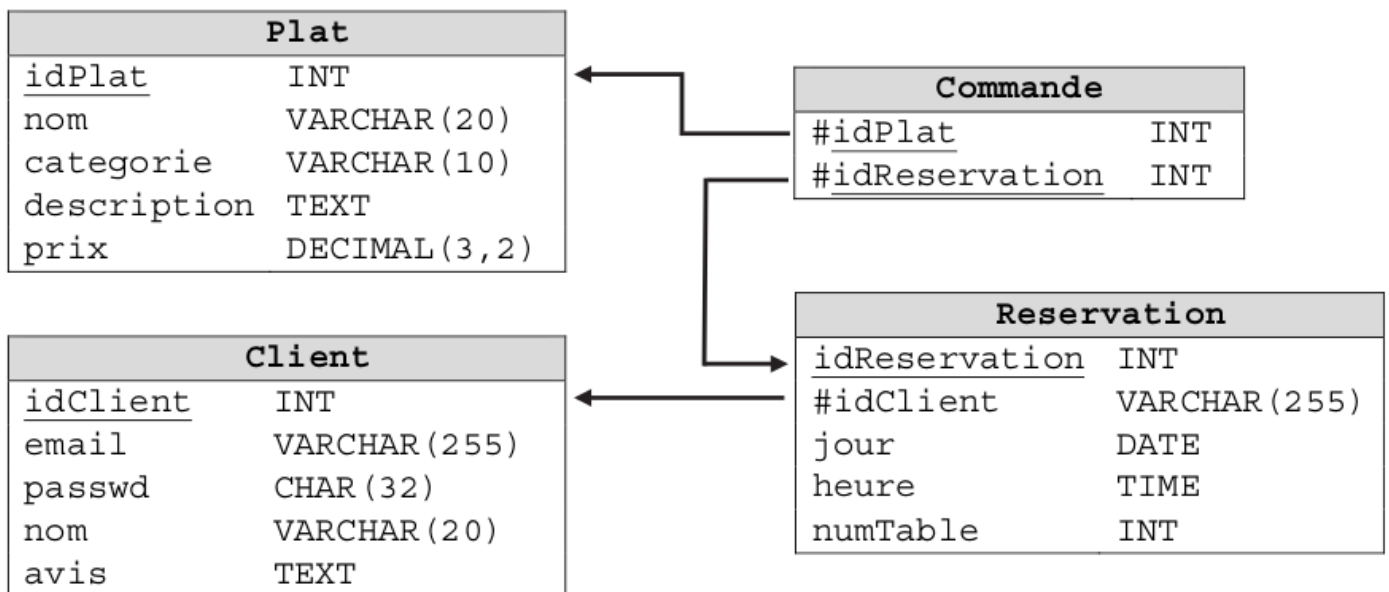 Plat
idPlat INT
nom VARCHAR(20)
categorie VARCHAR(10)
description TEXT
prix DECIMAL(3,2)
Commande
#idPlat INT
#idReservation INT
Client
idClient INT
email VARCHAR(255)
passwd CHAR(32)
nom VARCHAR(20)
avis TEXT
Reservation
idReservation INT
#idClient VARCHAR(255)
jour DATE
heure TIME
numTable INT